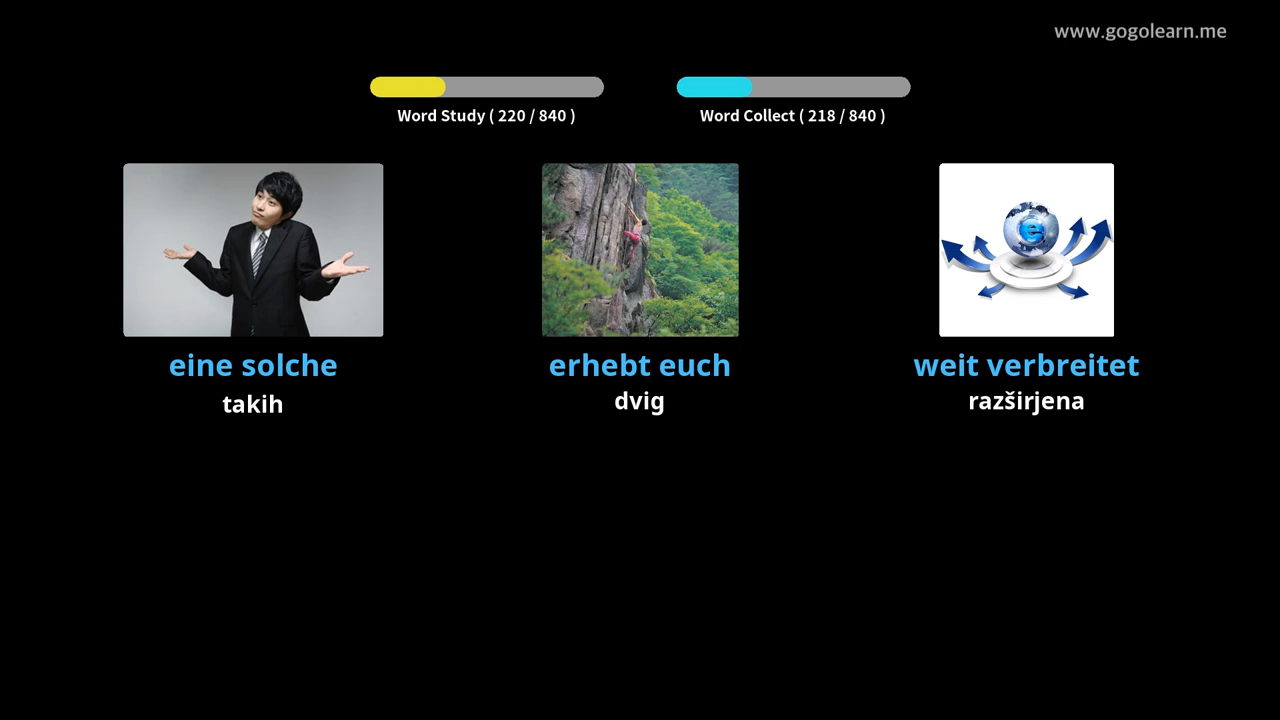 www.gogolearn.me
Word Study ( 220 / 840 )
Word Collect ( 218 / 840 )
eine solche
takih
erhebt euch
dvig
weit verbreitet
razširjena
e